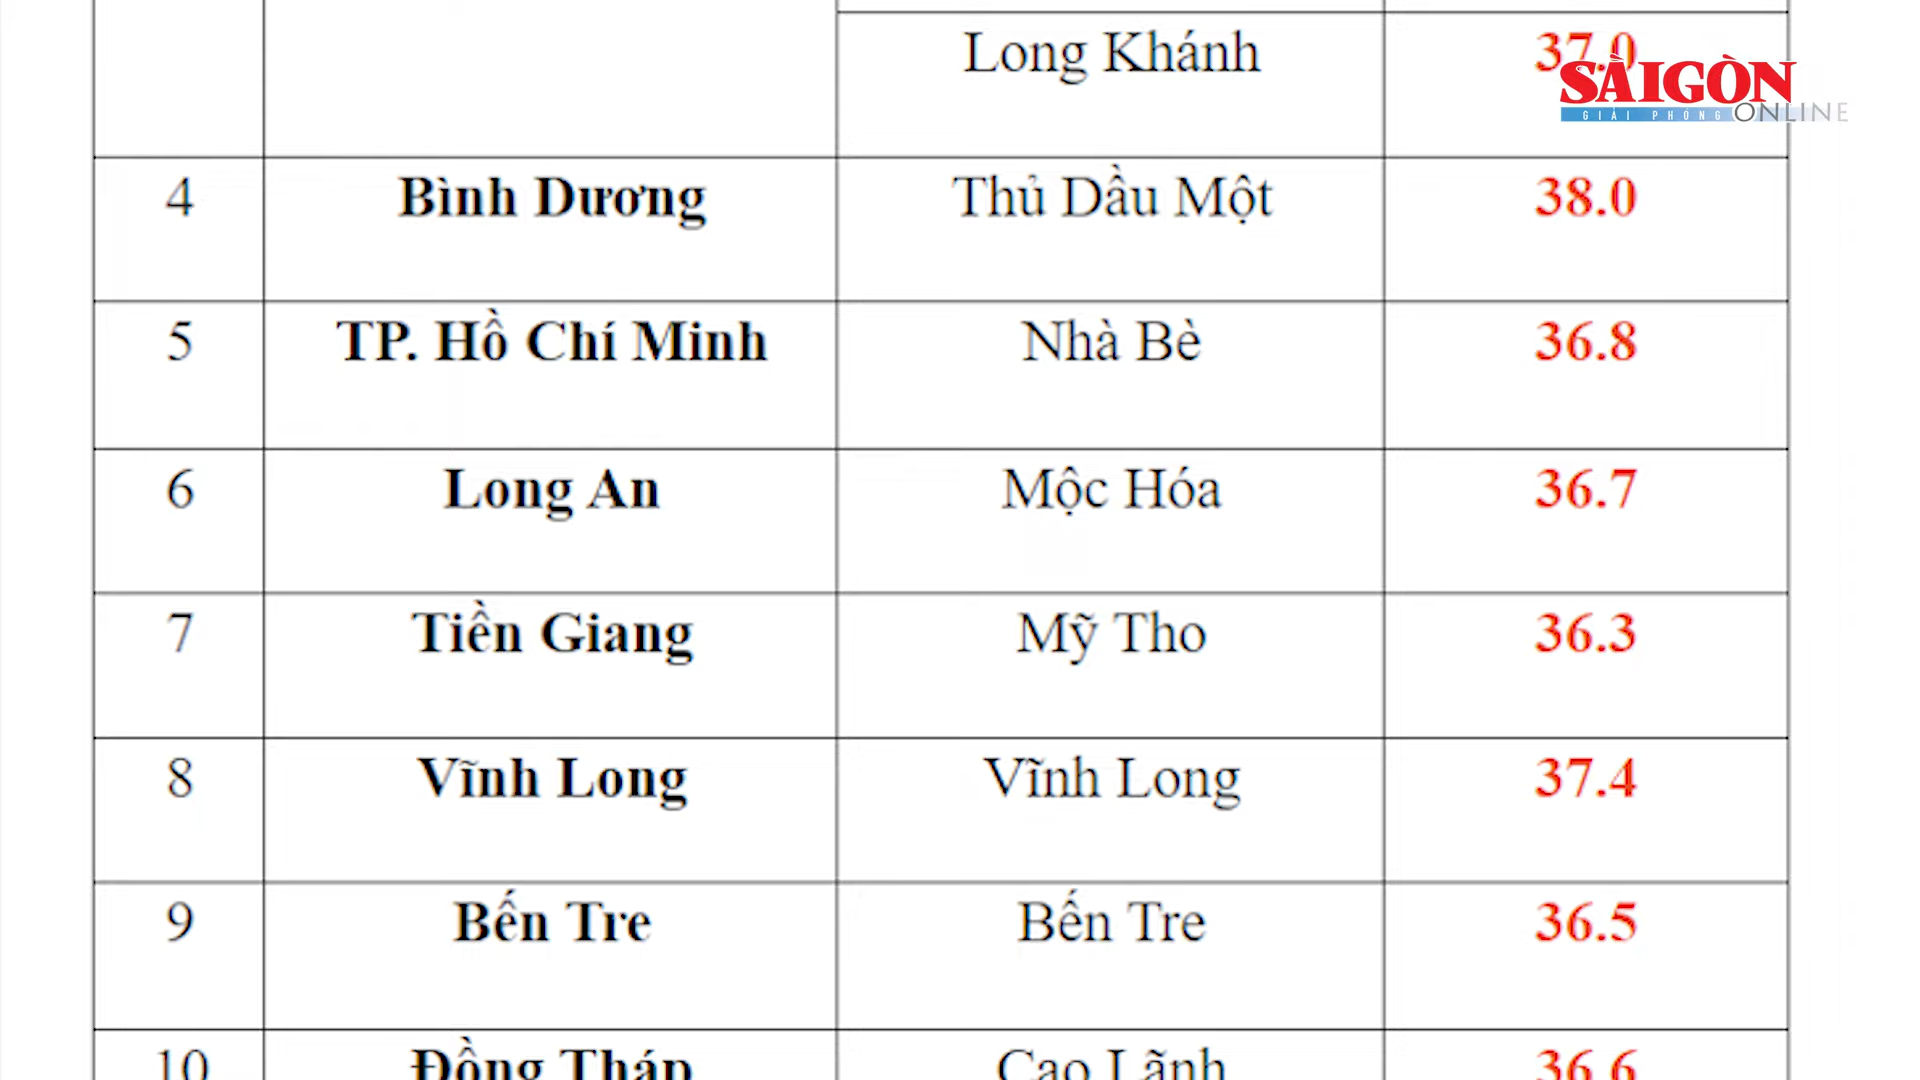 Long Khánh 37.0
SÀIGÒN
GIẢI PHÓNG ONLINE
4 Bình Dương Thủ Dầu Một 38.0
5 TP. Hồ Chí Minh Nhà Bè 36.8
6 Long An Mộc Hóa 36.7
7 Tiền Giang Mỹ Tho 36.3
8 Vĩnh Long Vĩnh Long 37.4
9 Bến Tre Bến Tre 36.5
10 Đồng Tháp Cao Lãnh 36.6